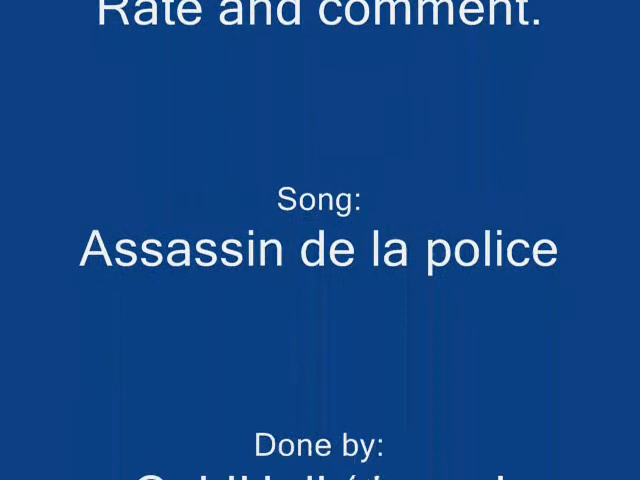 Rate and comment.
Song:
Assassin de la police
Done by: